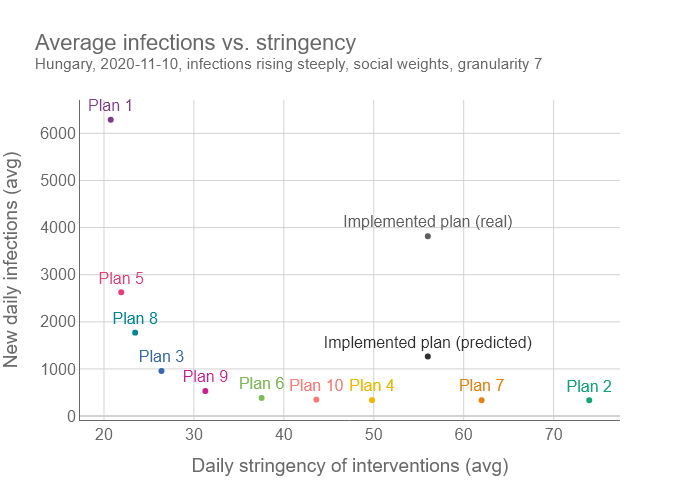 Average infections vs. stringency
Hungary, 2020-11-10, infections rising steeply, social weights, granularity 7
New daily infections (avg)
6000
5000
4000
3000
2000
1000
0
Plan 1
Implemented plan (real)
Plan 5
Plan 8
Implemented plan (predicted)
Plan 3
Plan 9
Plan 6
Plan 10
Plan 4
Plan 7
Plan 2
20 30 40 50 60 70
Daily stringency of interventions (avg)